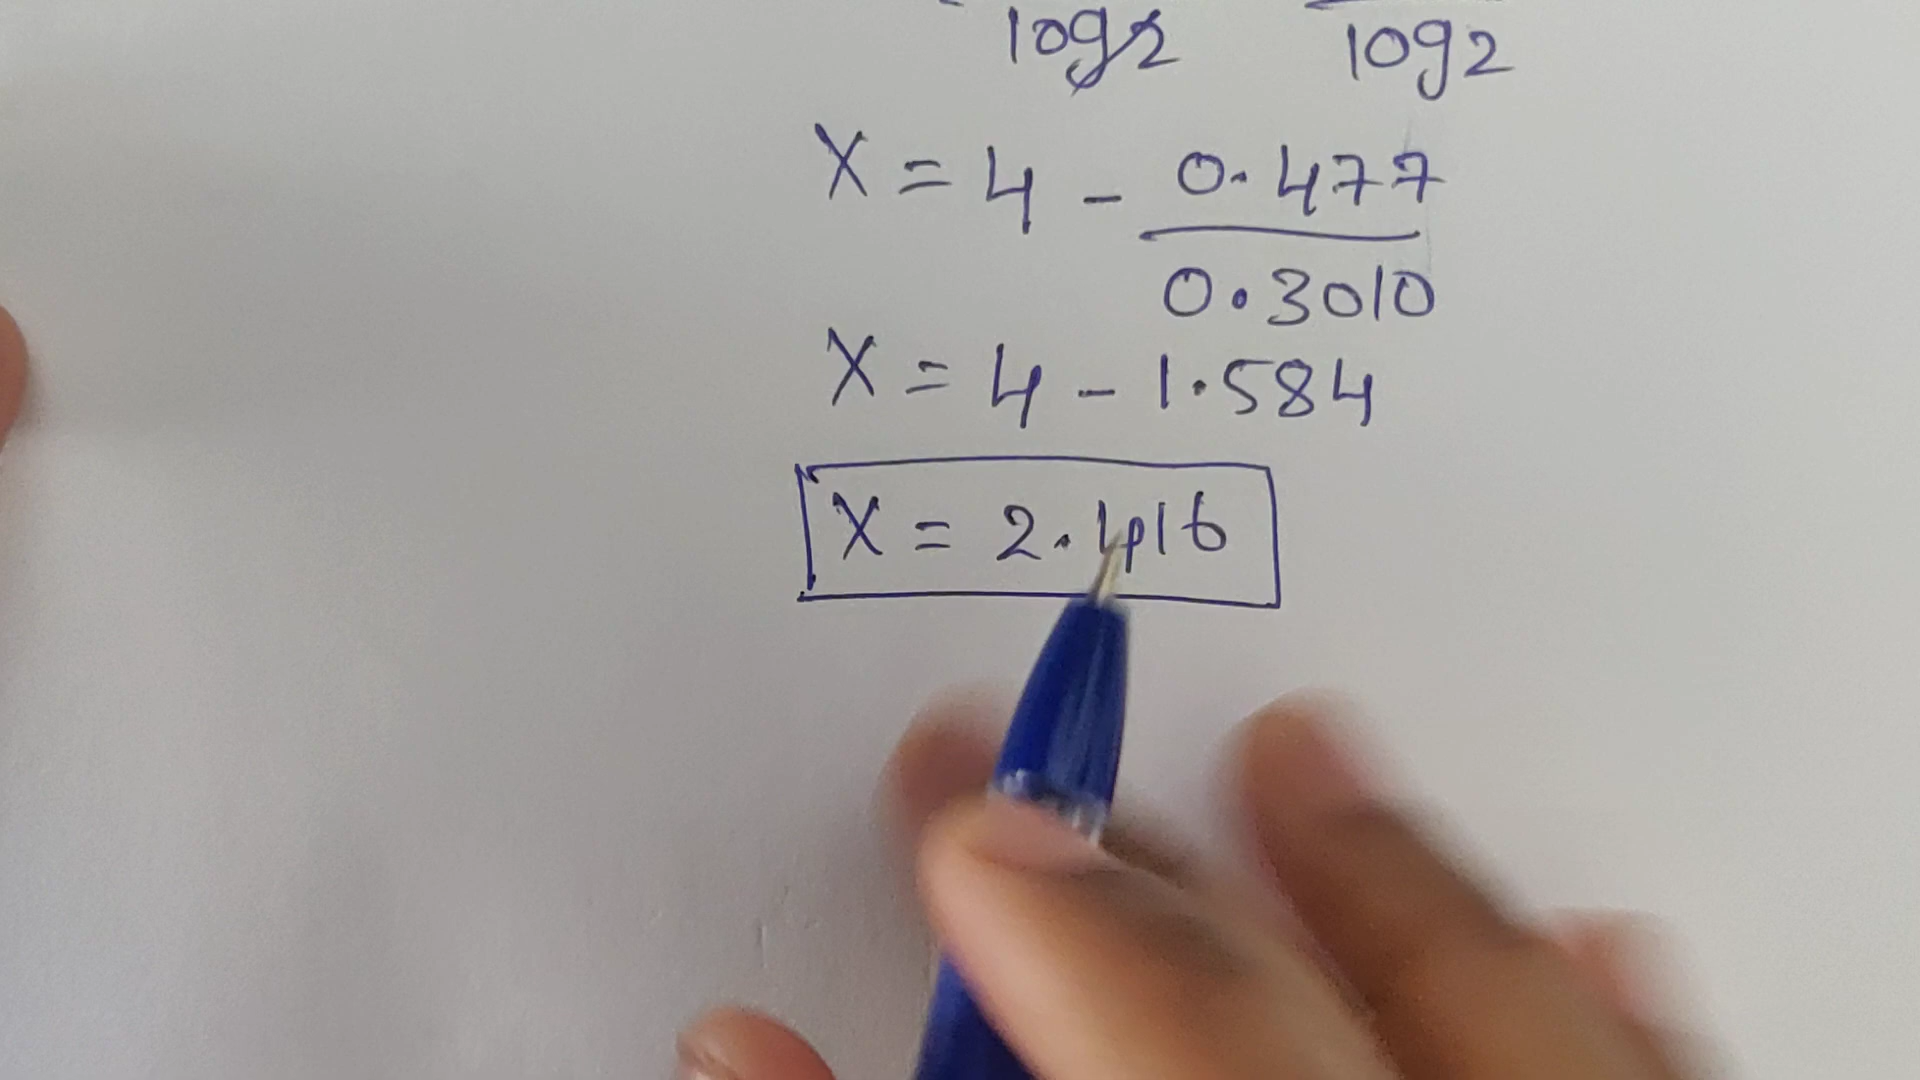 log2 log2
X = 4 - 0.477
0.3010
X = 4 - 1.584
X = 2.416